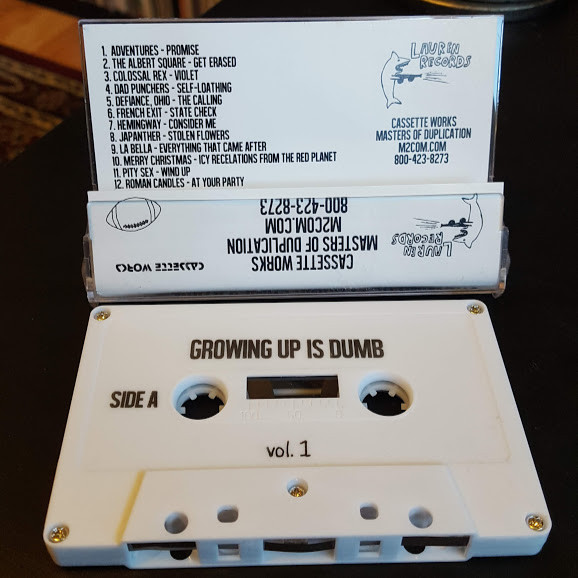 1. ADVENTURES - PROMISE
2. THE ALBERT SQUARE - GET ERASED
3. COLOSSAL REX - VIOLET
4. DAD PUNCHERS - SELF-LOATHING
5. DEFIANCE, OHIO - THE CALLING
6. FRENCH EXIT - STATE CHECK
7. HEMINGWAY - CONSIDER ME
8. JAPANTHER - STOLEN FLOWERS
9. LA BELLA - EVERYTHING THAT CAME AFTER
10. MERRY CHRISTMAS - ICY RECELATIONS FROM THE RED PLANET
11. PITY SEX - WIND UP
12. ROMAN CANDLES - AT YOUR PARTY
LAUREN
RECORDS
CASSETTE WORKS
MASTERS OF DUPLICATION
M2COM.COM
800-423-8273
CASSETTE WORKS
MASTERS OF DUPLICATION
M2COM.COM
800-423-8273
LAUREN
RECORDS
GROWING UP IS DUMB
SIDE A
vol. 1